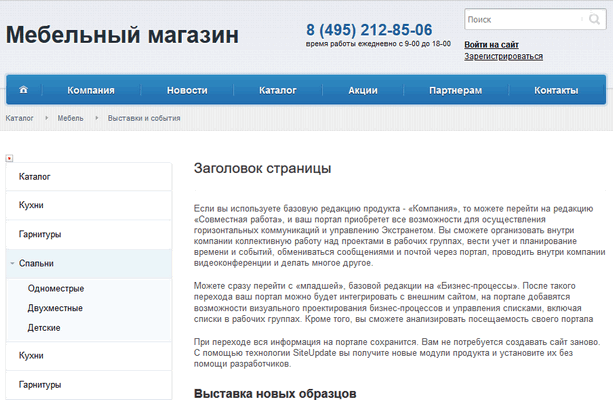 Мебельный магазин
8 (495) 212-85-06
время работы ежедневно с 9-00 до 18-00
Поиск
Войти на сайт
Зарегистрироваться
Компания Новости Каталог Акции Партнерам Контакты
Каталог Мебель Выставки и события
Каталог
Кухни
Гарнитуры
Спальни
Одноместрые
Двухместные
Детские
Кухни
Гарнитуры
Заголовок страницы
Если вы используете базовую редакцию продукта - «Компания», то можете перейти на редакцию
«Совместная работа», и ваш портал приобретет все возможности для осуществления
горизонтальных коммуникаций и управлению Экстранетом. Вы сможете организовать внутри
компании коллективную работу над проектами в рабочих группах, вести учет и планирование
времени и событий, обмениваться сообщениями и почтой через портал, проводить внутри компании
видеоконференции и делать многое другое.
Можете сразу перейти с «младшей», базовой редакции на «Бизнес-процессы». После такого
перехода ваш портал можно будет интегрировать с внешним сайтом, на портале добавятся
возможности визуального проектирования бизнес-процессов и управления списками, включая
списки в рабочих группах. Кроме того, вы сможете анализировать посещаемость своего портала
При переходе вся информация на портале сохранится. Вам не потребуется создавать сайт заново.
С помощью технологии SiteUpdate вы получите новые модули продукта и установите их без
помощи разработчиков.
Выставка новых образцов